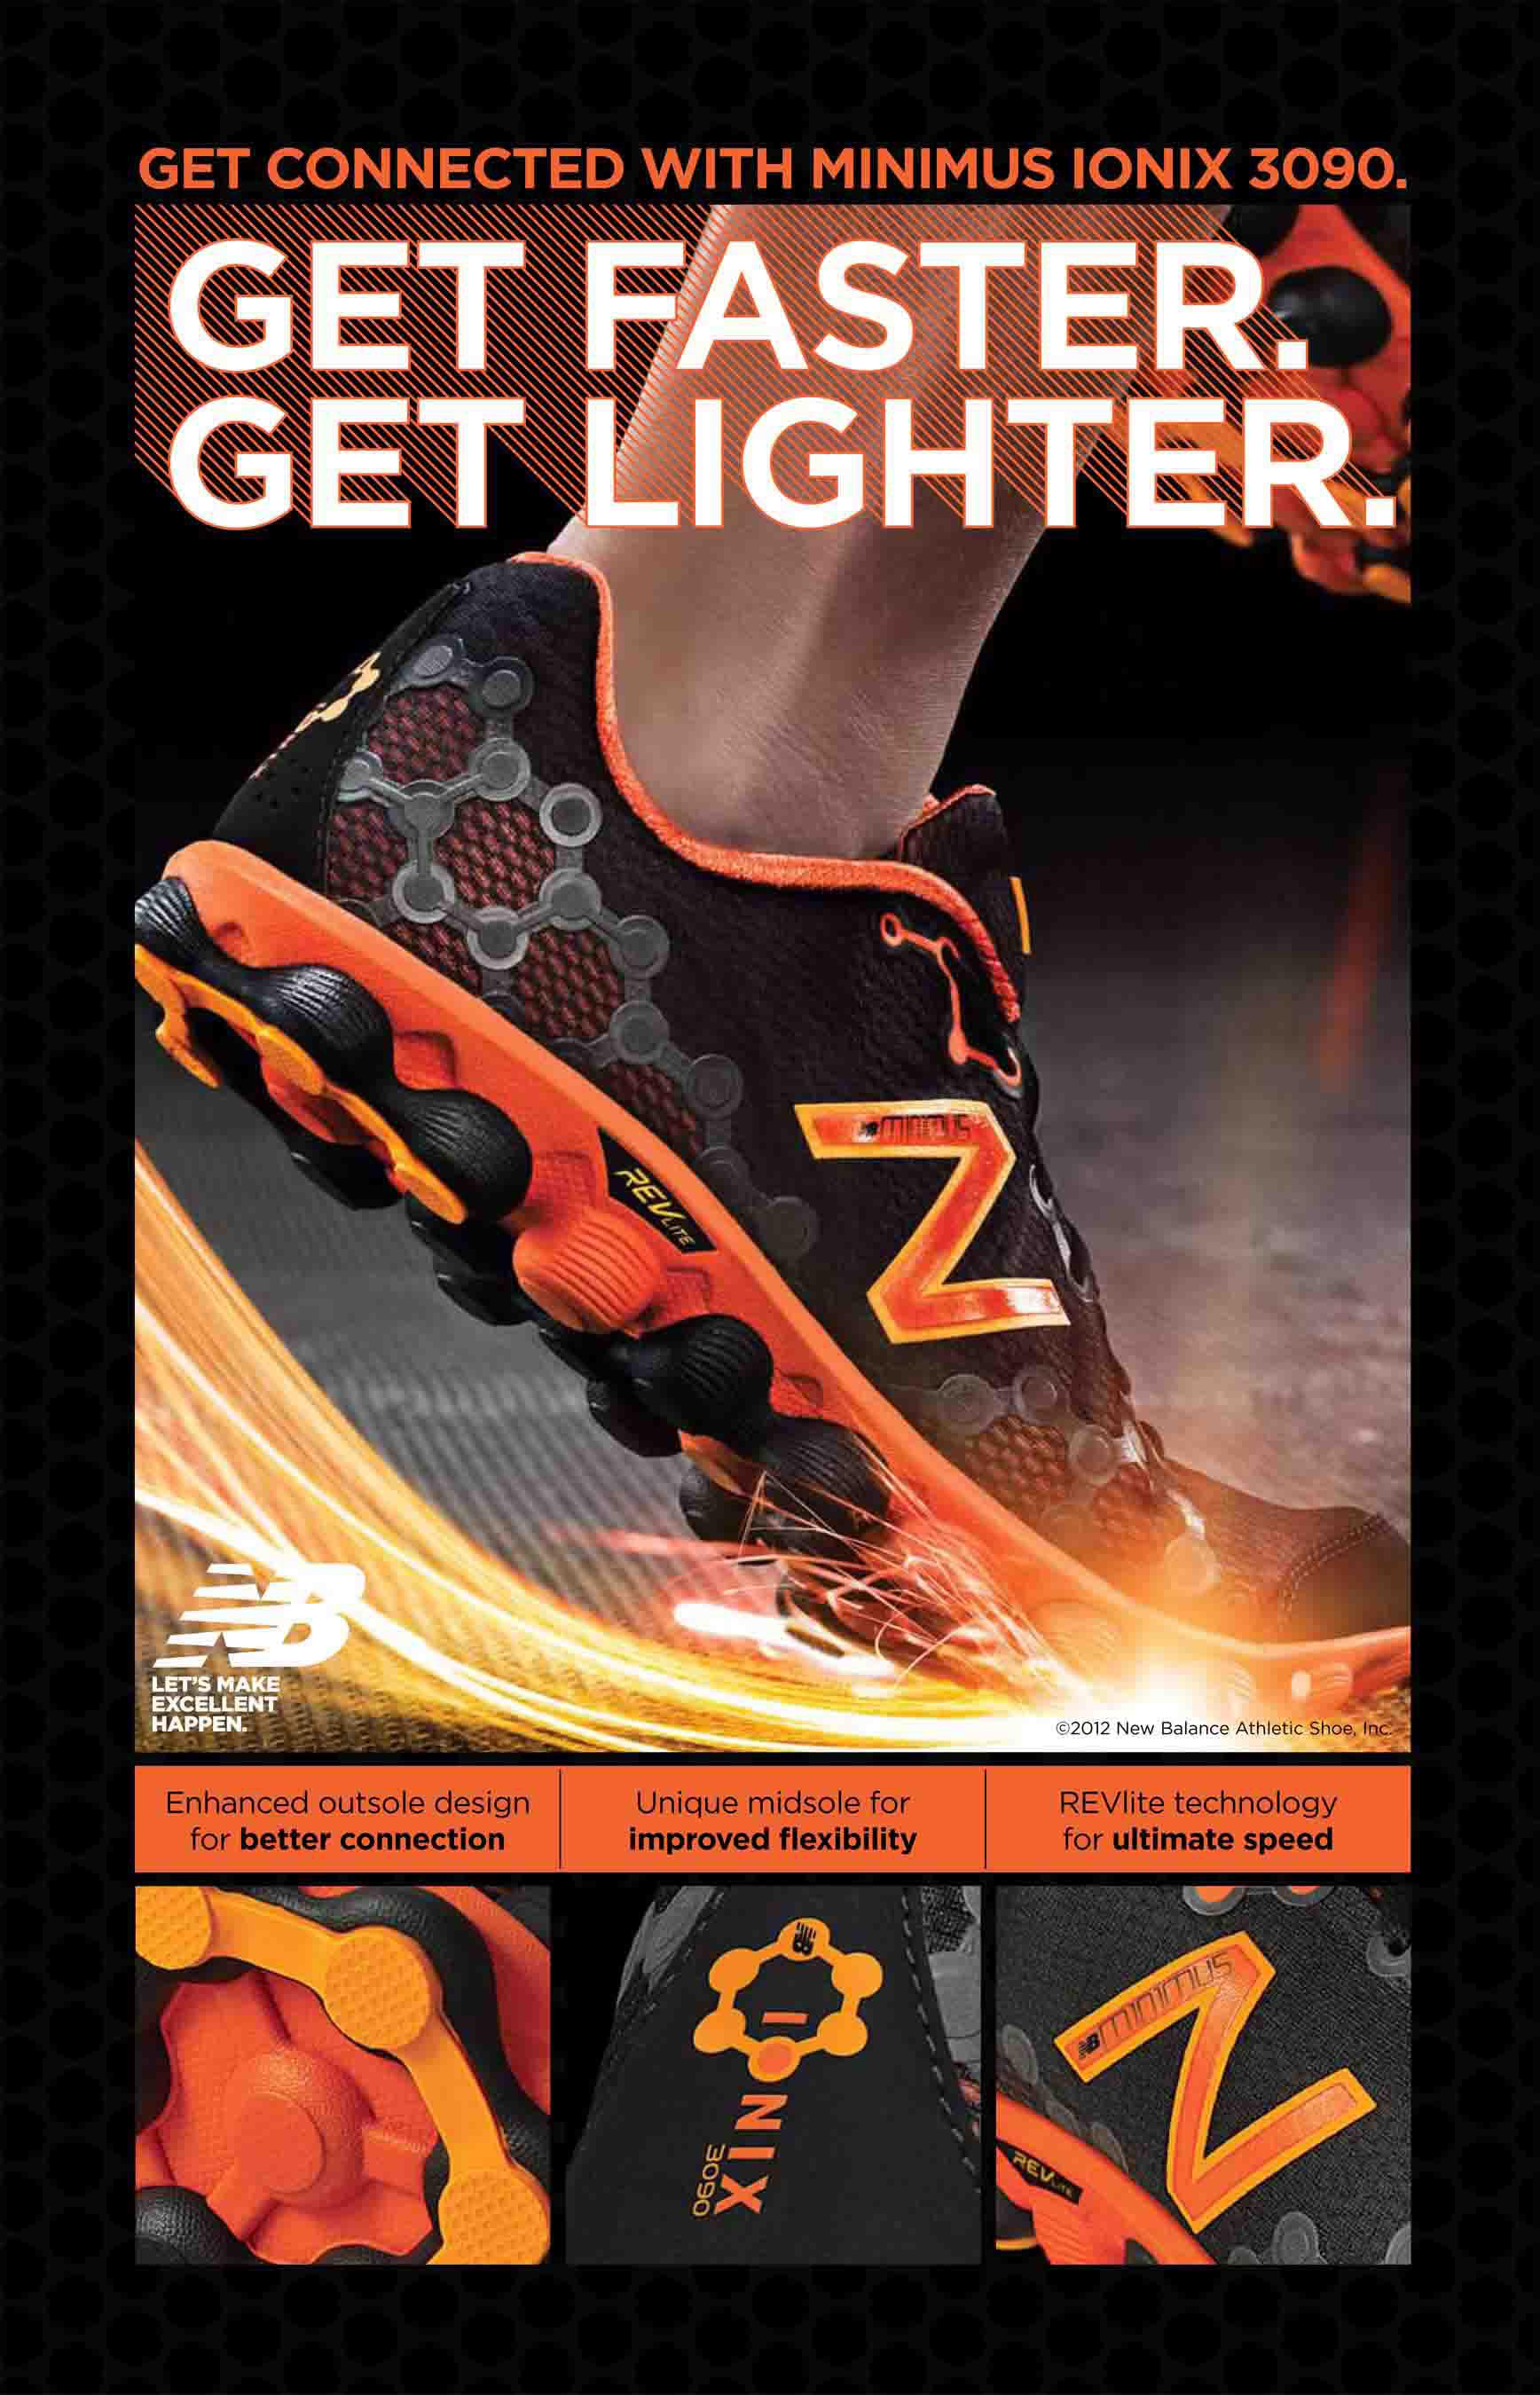 GET CONNECTED WITH MINIMUS IONIX 3090.
GET FASTER.
GET LIGHTER.
minimus
REVLITE
NB
LET'S MAKE
EXCELLENT
HAPPEN.
©2012 New Balance Athletic Shoe, Inc.
Enhanced outsole design
for better connection
Unique midsole for
improved flexibility
REVlite technology
for ultimate speed
IONIX
3090
NB minimus
REVLITE